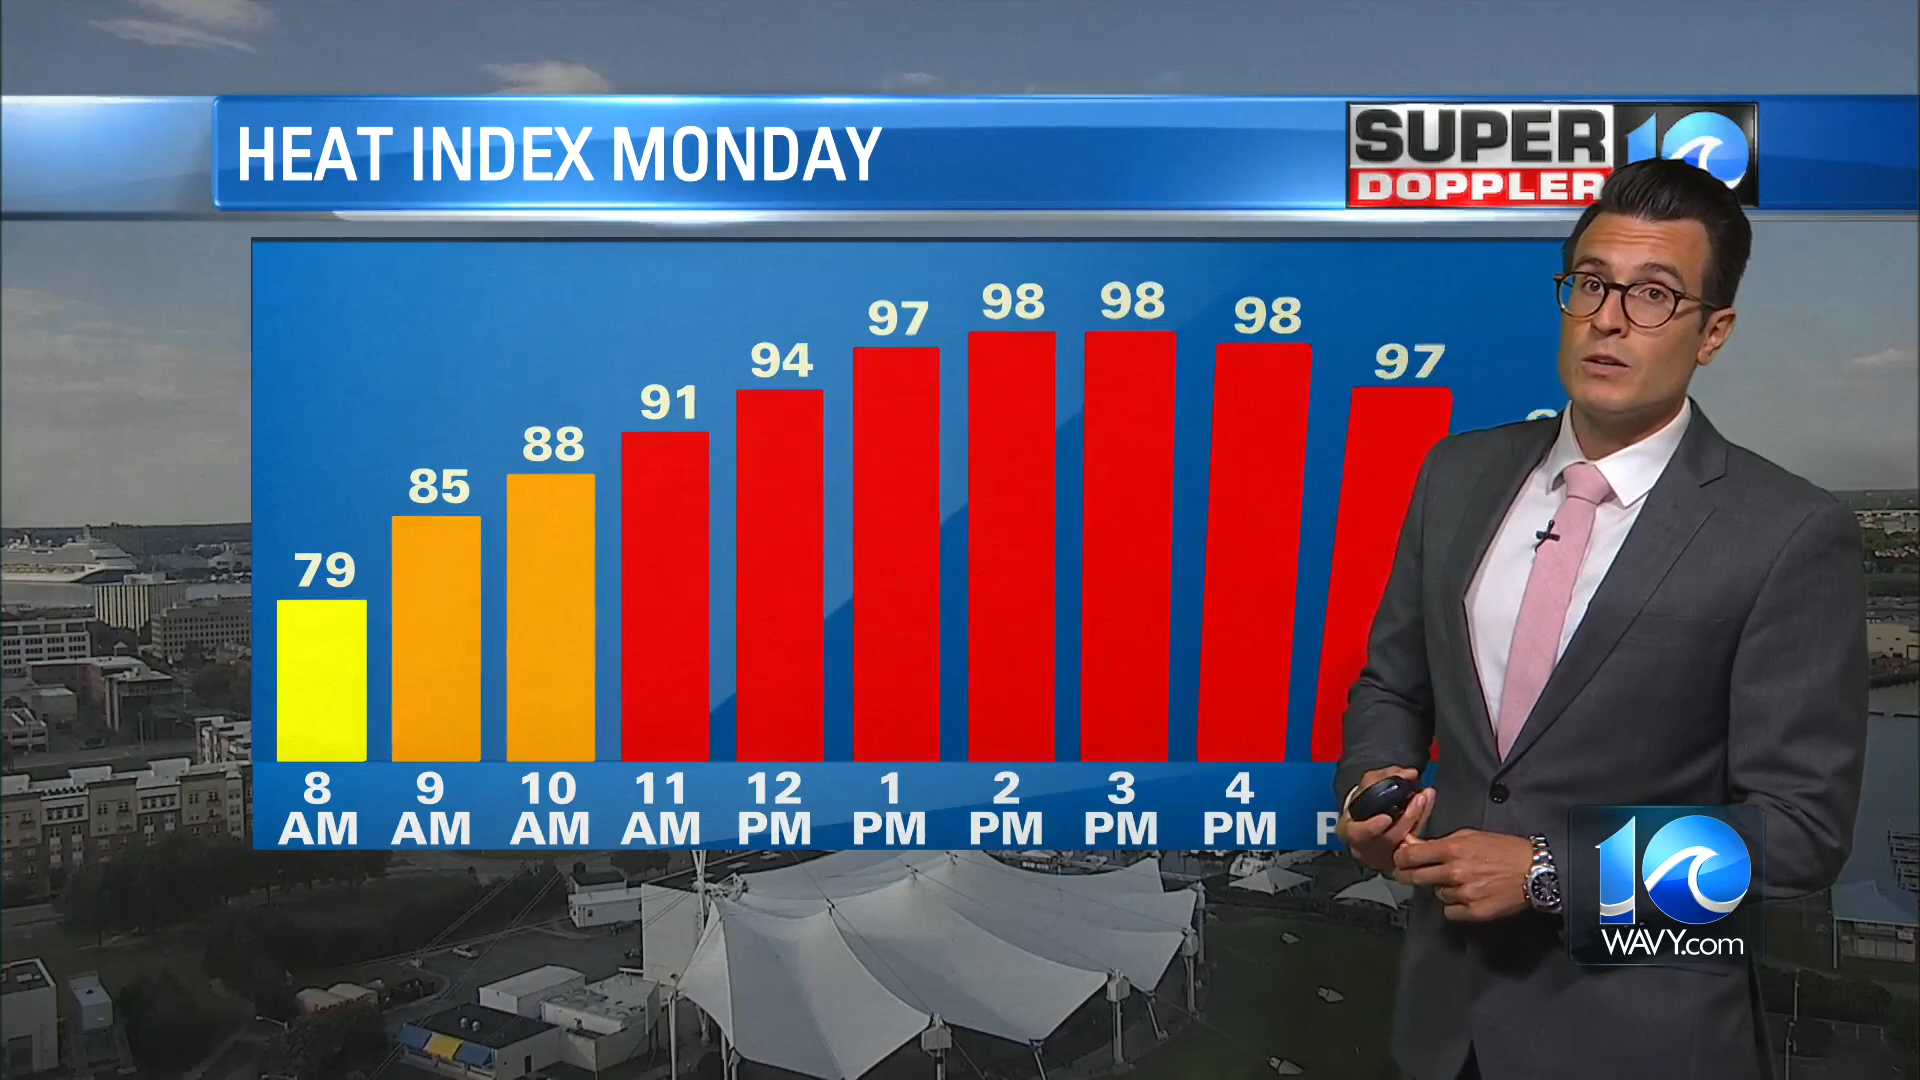 HEAT INDEX MONDAY
SUPER 10
DOPPLER
79 85 88 91 94 97 98 98 98 97
8 9 10 11 12 1 2 3 4
AM AM AM AM PM PM PM PM PM
10
WAVY.com